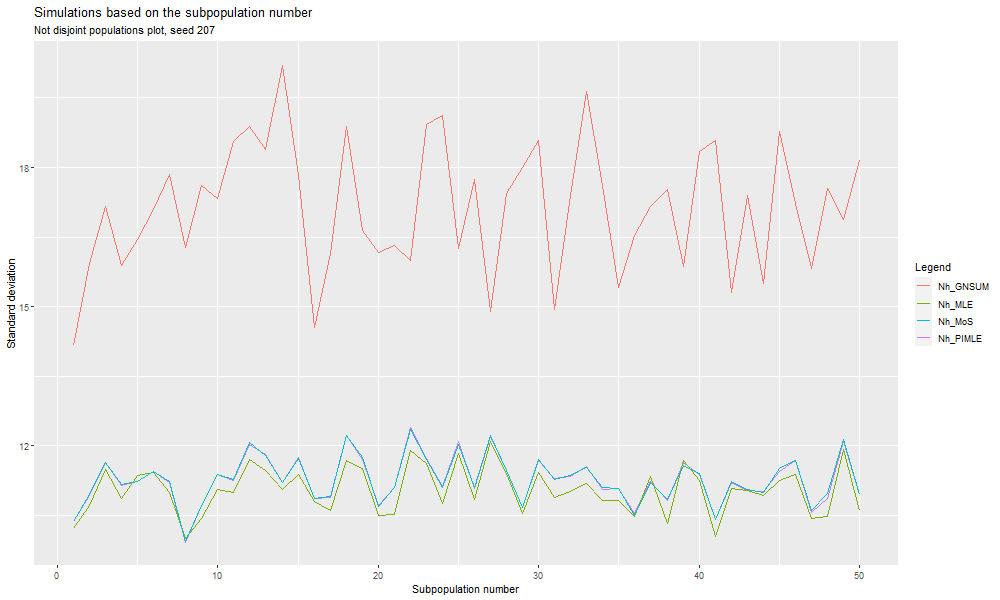 Simulations based on the subpopulation number
Not disjoint populations plot, seed 207
Standard deviation
18
15
12
0
10
20
30
40
50
Subpopulation number
Legend
Nh_GNSUM
Nh_MLE
Nh_MoS
Nh_PIMLE